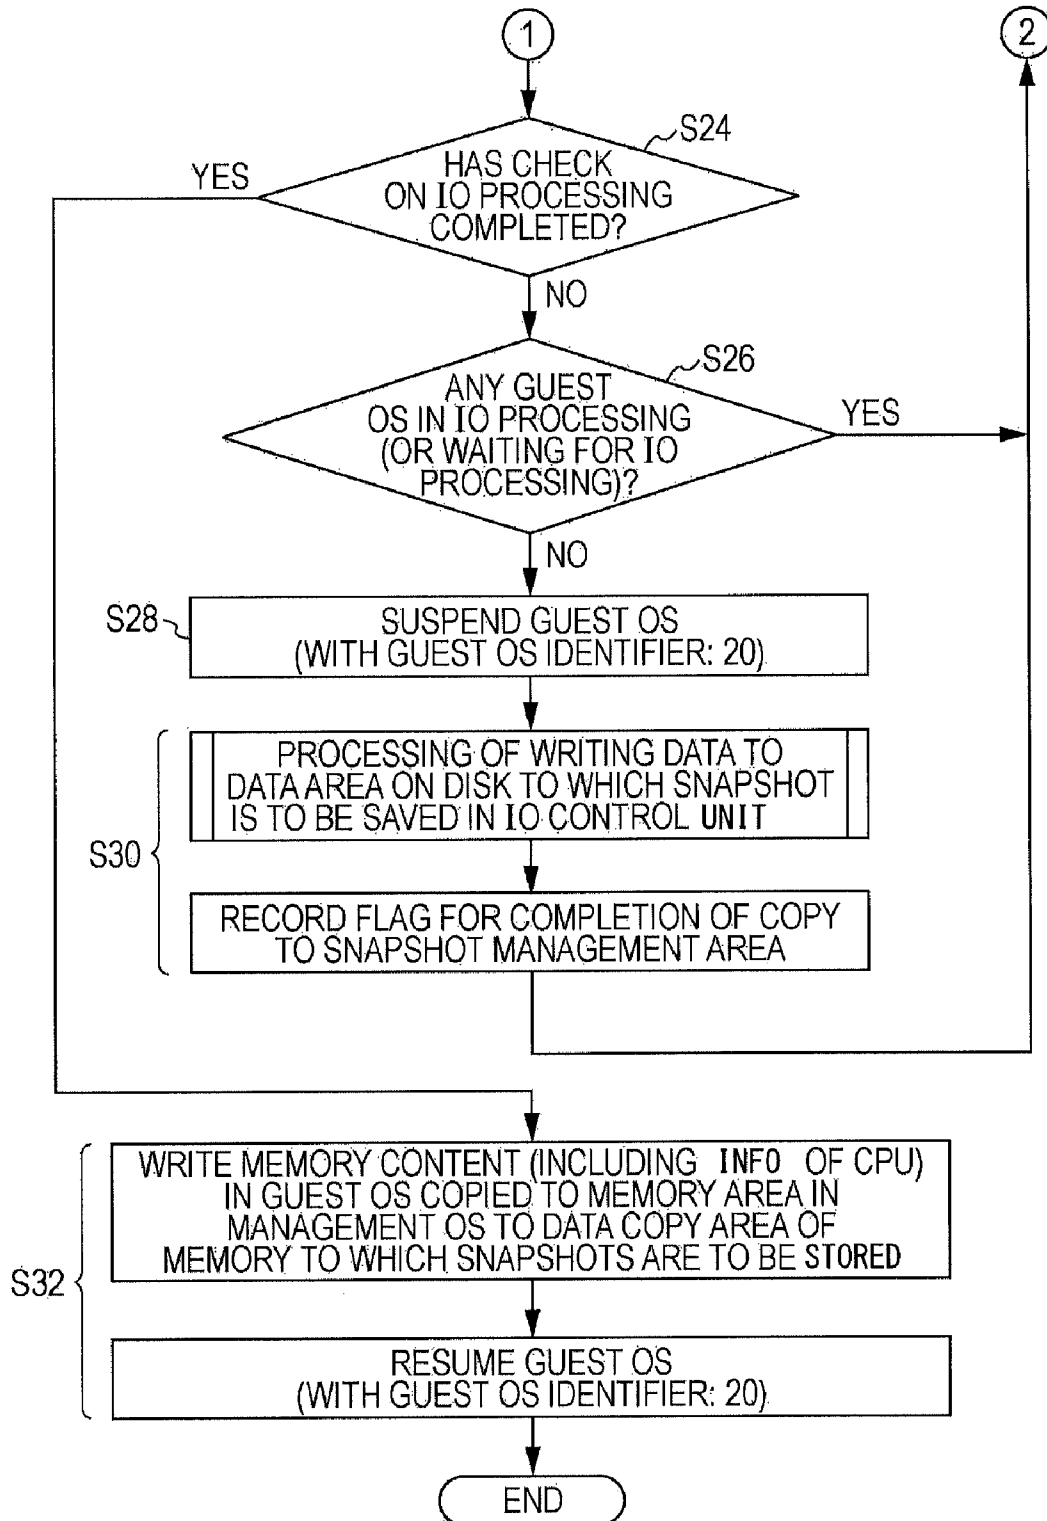 1
2
S24
HAS CHECK
ON IO PROCESSING
COMPLETED?
YES
NO
S26
ANY GUEST
OS IN IO PROCESSING
(OR WAITING FOR IO
PROCESSING)?
YES
NO
S28
SUSPEND GUEST OS
(WITH GUEST OS IDENTIFIER: 20)
S30
PROCESSING OF WRITING DATA TO
DATA AREA ON DISK TO WHICH SNAPSHOT
IS TO BE SAVED IN IO CONTROL UNIT
RECORD FLAG FOR COMPLETION OF COPY
TO SNAPSHOT MANAGEMENT AREA
S32
WRITE MEMORY CONTENT (INCLUDING INFO OF CPU)
IN GUEST OS COPIED TO MEMORY AREA IN
MANAGEMENT OS TO DATA COPY AREA OF
MEMORY TO WHICH SNAPSHOTS ARE TO BE STORED
RESUME GUEST OS
(WITH GUEST OS IDENTIFIER: 20)
END